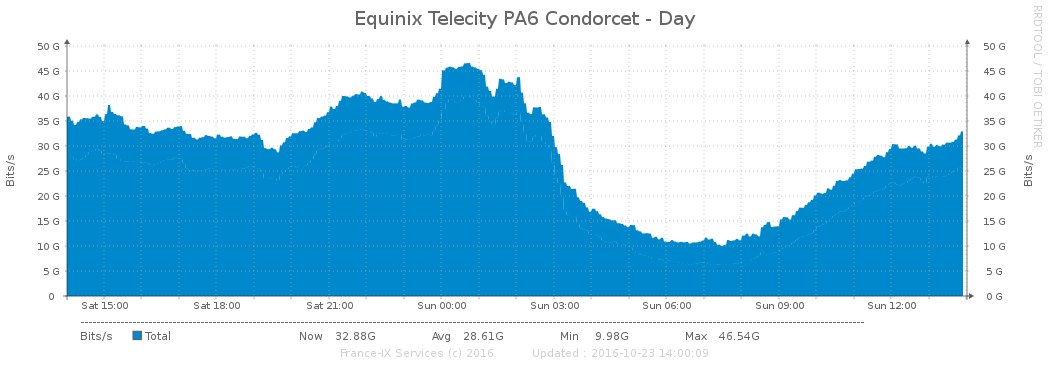 Equinix Telecity PA6 Condorcet - Day
RRDTOOL / TOBI OETIKER
50 G 50 G
45 G 45 G
40 G 40 G
35 G 35 G
30 G 30 G
25 G 25 G
20 G 20 G
15 G 15 G
10 G 10 G
5 G 5 G
0 0 G
Bits/s
Bits/s
Sat 15:00 Sat 18:00 Sat 21:00 Sun 00:00 Sun 03:00 Sun 06:00 Sun 09:00 Sun 12:00
Bits/s Total Now 32.88G Avg 28.61G Min 9.98G Max 46.54G
France-IX Services (c) 2016 Updated : 2016-10-23 14:00:09